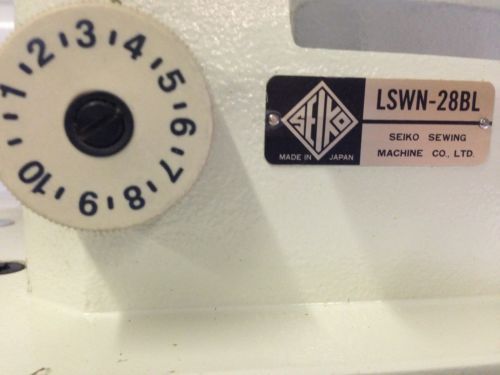 1 2 3 4 5 6 7 8 9 10
SEIKO
MADE IN JAPAN
LSWN-28BL
SEIKO SEWING
MACHINE CO., LTD.